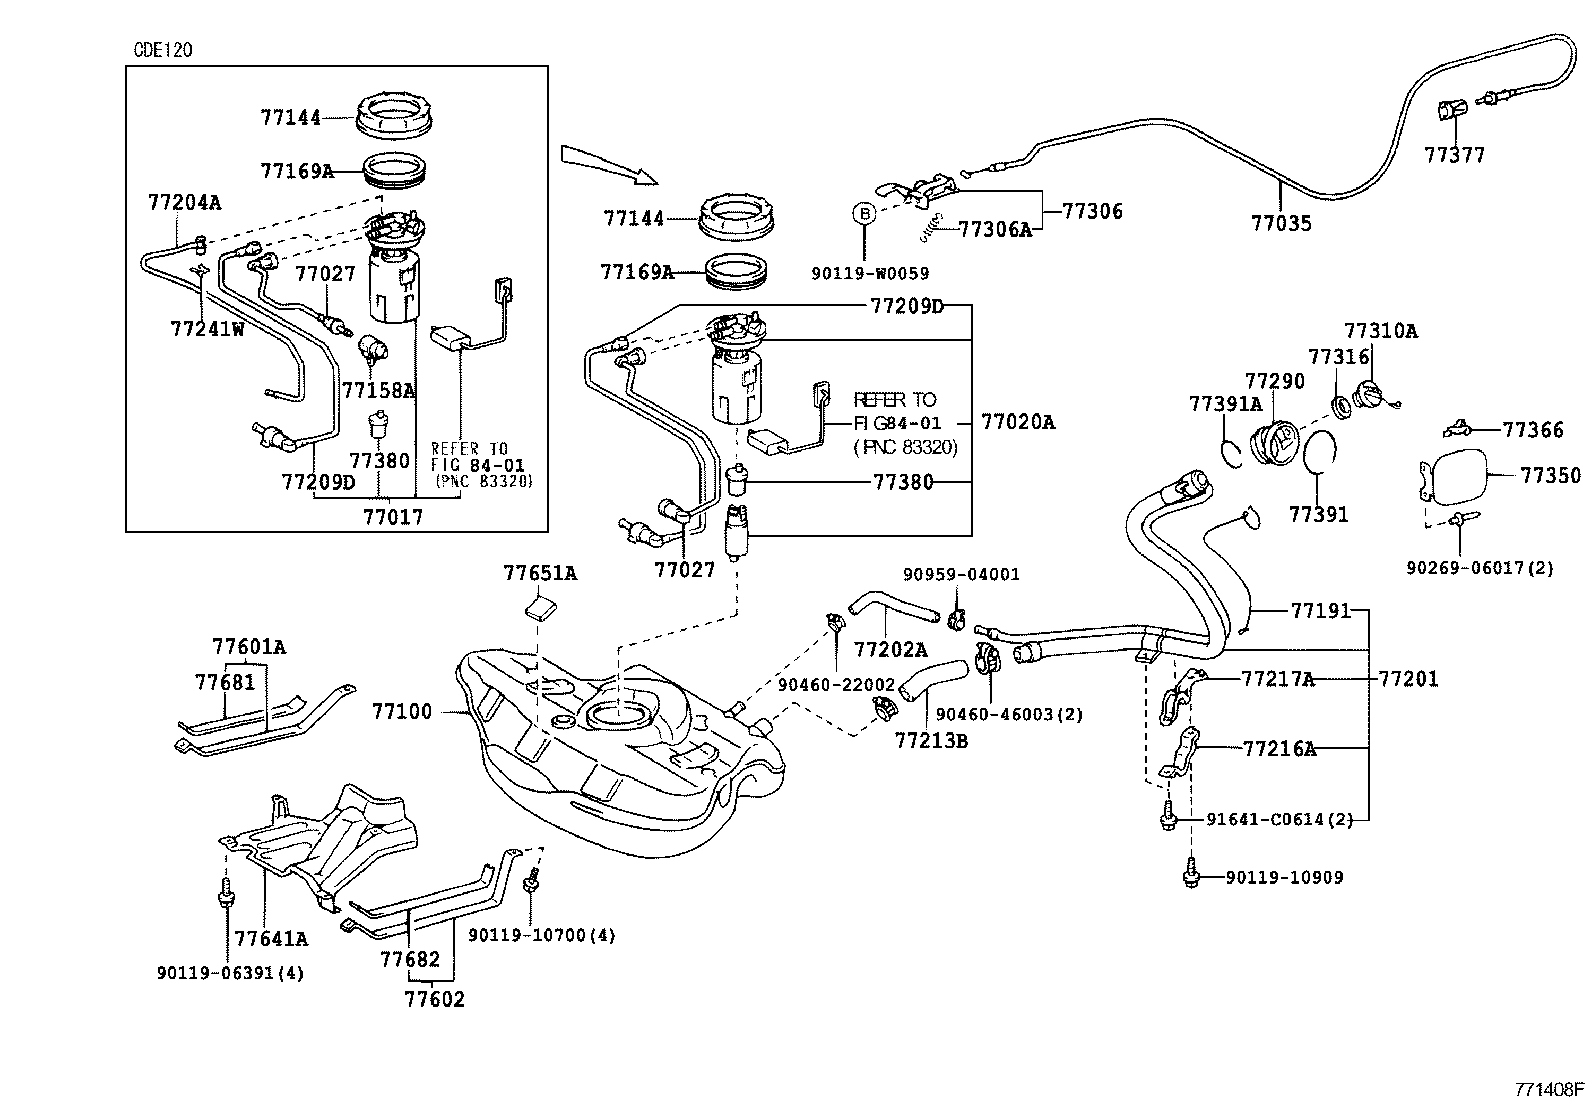 CDE120
77144
77169A
77204A
77027
77241W
77158A
77380
77209D
REFER TO
FIG 84-01
(PNC 83320)
77017
77144
77169A
77209D
REFER TO
FIG84-01
(PNC 83320)
77020A
77380
77027
B
90119-W0059
77306A
77306
77035
77377
77310A
77316
77290
77391A
77391
77366
77350
90269-06017(2)
77651A
77601A
77681
77100
90959-04001
77202A
90460-22002
90460-46003(2)
77213B
77191
77217A
77201
77216A
91641-C0614(2)
90119-10909
77641A
90119-06391(4)
90119-10700(4)
77682
77602
771408F